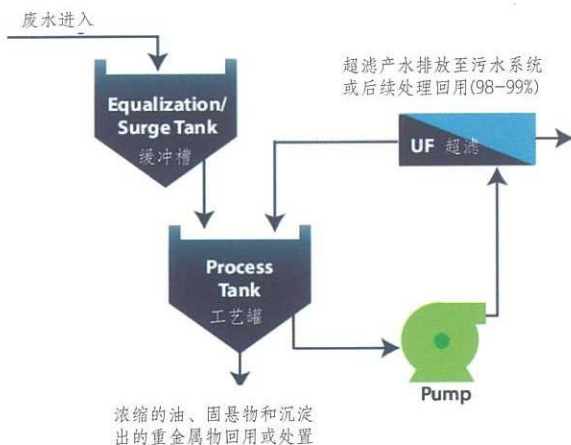 废水进入
Equalization/
Surge Tank
缓冲槽
超滤产水排放至污水系统
或后续处理回用(98-99%)
UF 超滤
Process
Tank
工艺罐
Pump
浓缩的油、固悬物和沉淀
出的重金属物回用或处置